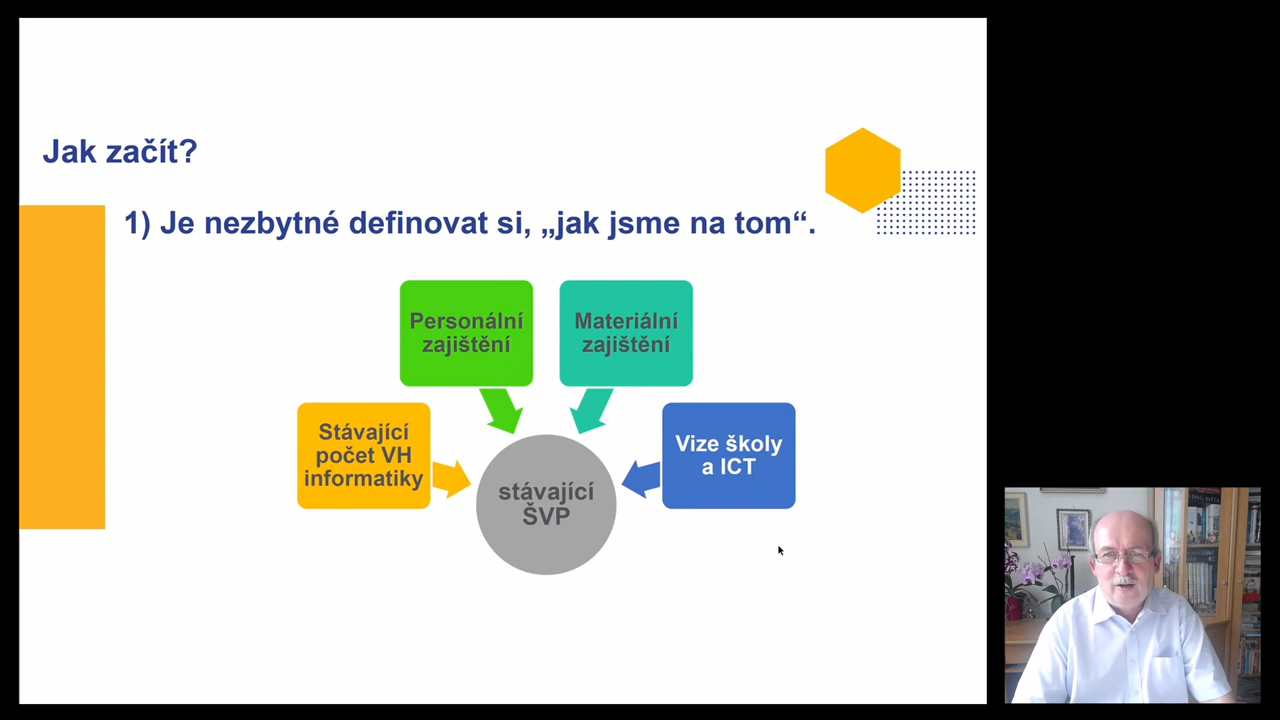 Jak začít?
1) Je nezbytné definovat si, „jak jsme na tom“.
Personální
zajištění
Materiální
zajištění
Stávající
počet VH
informatiky
Vize školy
a ICT
stávající
ŠVP